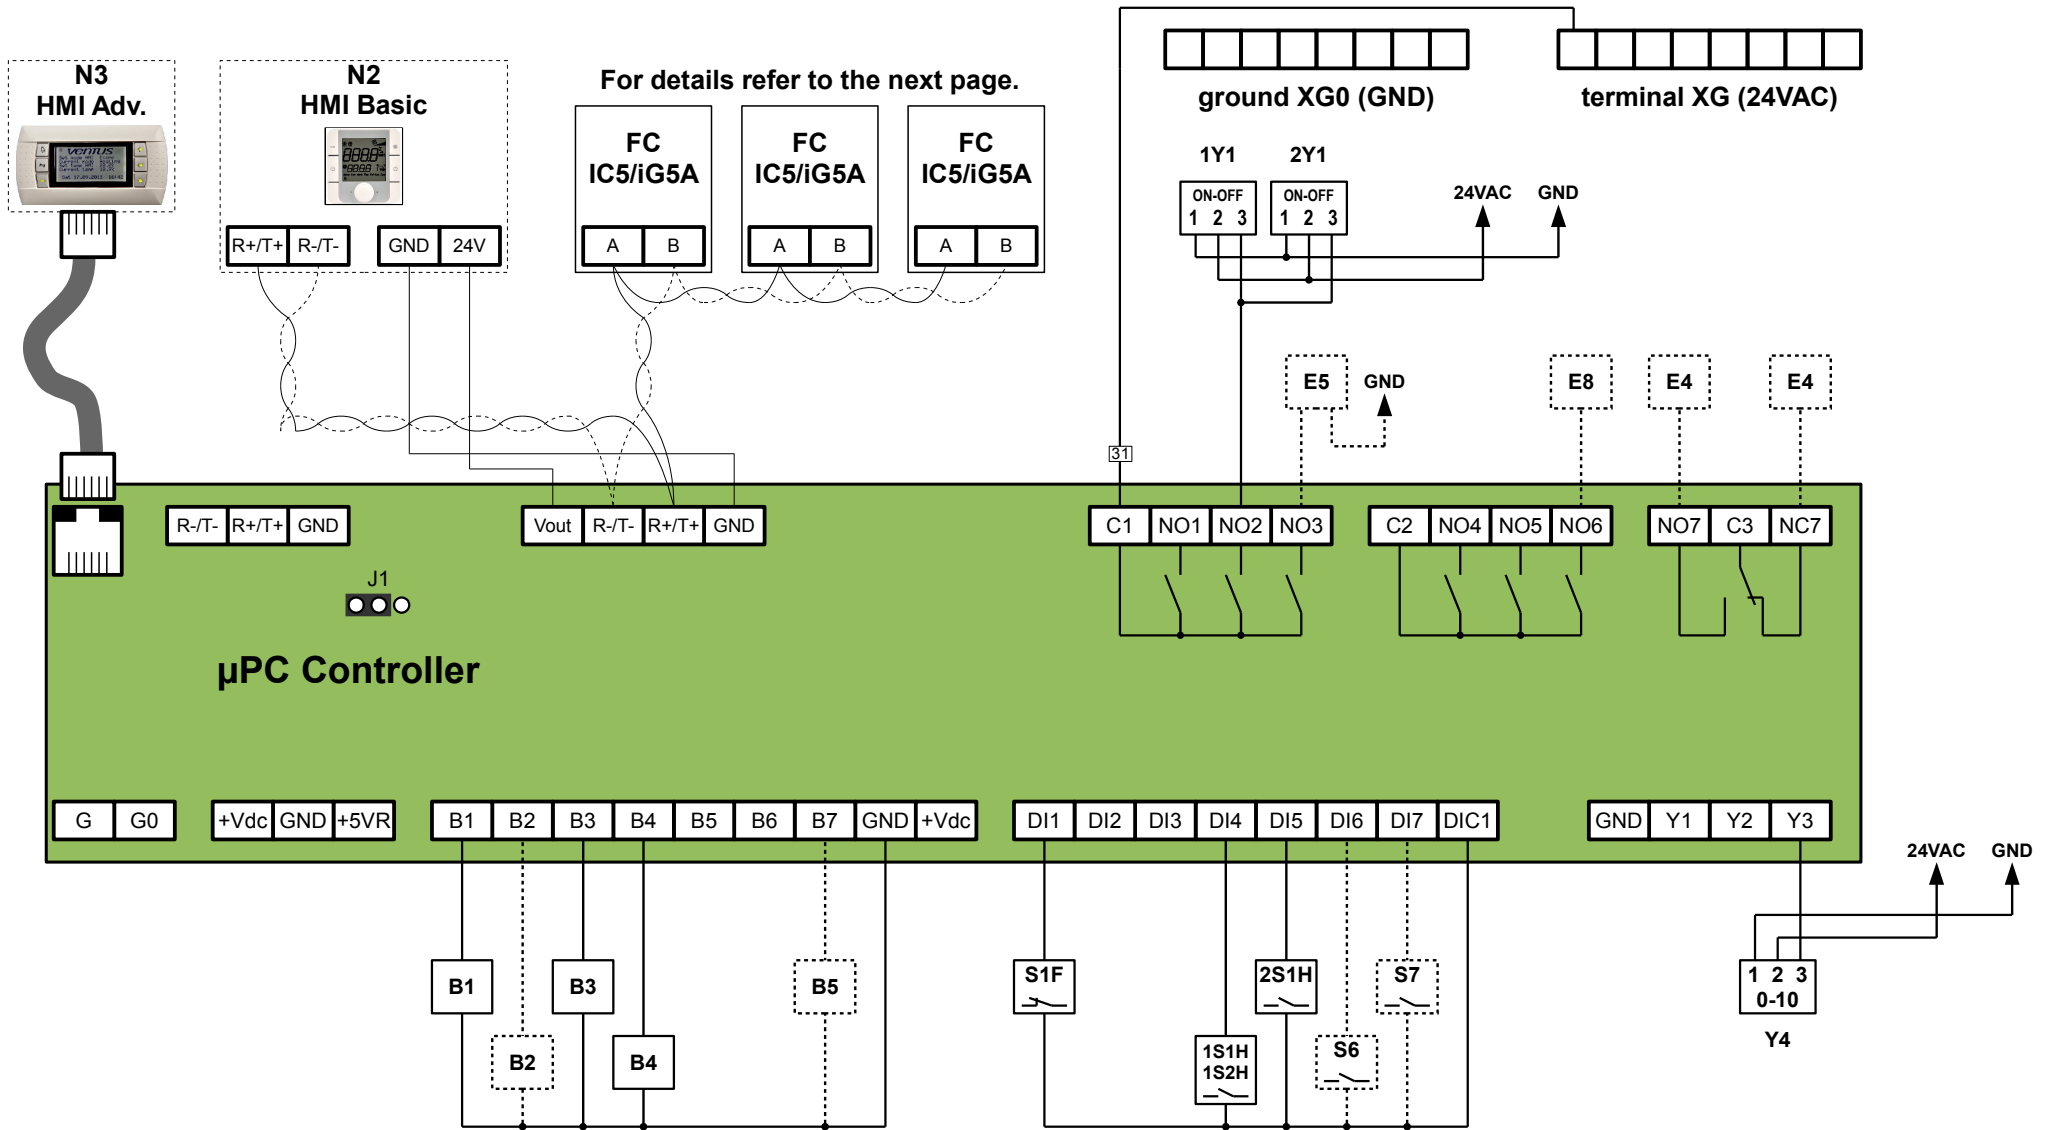 N3
HMI Adv.
N2
HMI Basic
For details refer to the next page.
ground XG0 (GND)
terminal XG (24VAC)
VENTUS
FC
IC5/iG5A
FC
IC5/iG5A
FC
IC5/iG5A
1Y1
2Y1
ON-OFF
1 2 3
ON-OFF
1 2 3
24VAC
GND
R+/T+ R-/T-
GND 24V
A B
A B
A B
E5
GND
E8
E4
E4
31
R-/T- R+/T+ GND
Vout R-/T- R+/T+ GND
C1 NO1 NO2 NO3
C2 NO4 NO5 NO6
NO7 C3 NC7
J1
µPC Controller
G G0
+Vdc GND +5VR
B1 B2 B3 B4 B5 B6 B7 GND +Vdc
DI1 DI2 DI3 DI4 DI5 DI6 DI7 DIC1
GND Y1 Y2 Y3
24VAC
GND
B1
B3
B5
S1F
2S1H
S7
1 2 3
0-10
Y4
B2
B4
1S1H
1S2H
S6